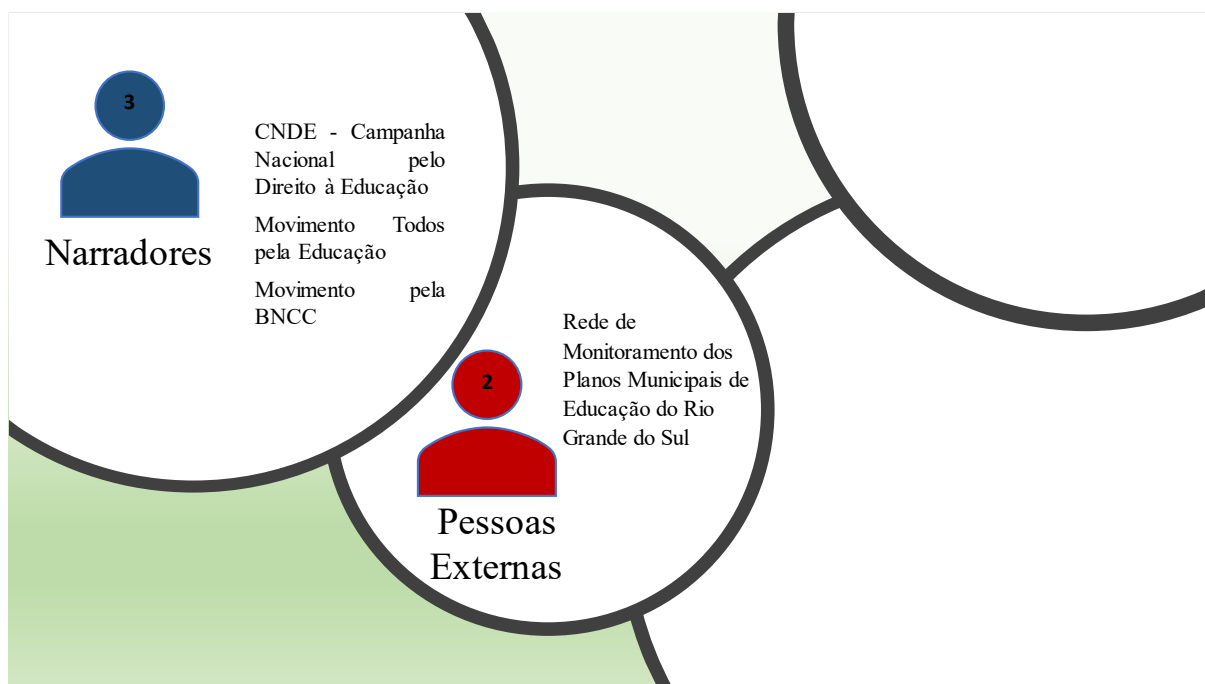 3
Narradores
CNDE - Campanha
Nacional pelo
Direito à Educação
Movimento Todos
pela Educação
Movimento pela
BNCC
2
Pessoas
Externas
Rede de
Monitoramento dos
Planos Municipais de
Educação do Rio
Grande do Sul